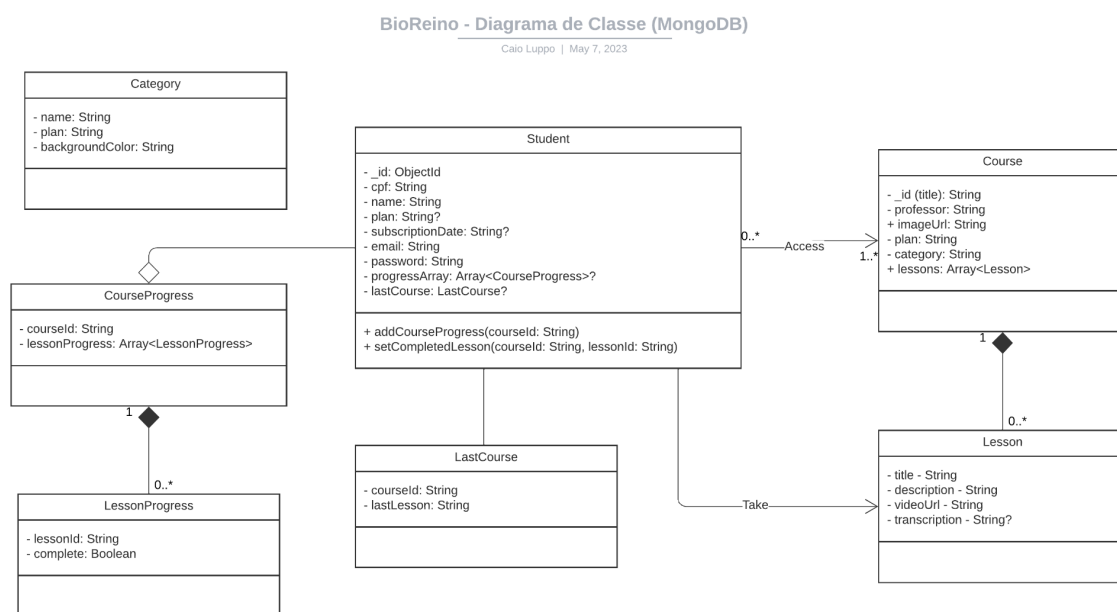 BioReino - Diagrama de Classe (MongoDB)
Caio Luppo | May 7, 2023
Category
- name: String
- plan: String
- backgroundColor: String
Student
- _id: ObjectId
- cpf: String
- name: String
- plan: String?
- subscriptionDate: String?
- email: String
- password: String
- progressArray: Array<CourseProgress>?
- lastCourse: LastCourse?
+ addCourseProgress(courseId: String)
+ setCompletedLesson(courseId: String, lessonId: String)
0..*
Access
1..*
Course
- _id (title): String
- professor: String
+ imageUrl: String
- plan: String
- category: String
+ lessons: Array<Lesson>
CourseProgress
- courseId: String
- lessonProgress: Array<LessonProgress>
1
0..*
LessonProgress
- lessonId: String
- complete: Boolean
LastCourse
- courseId: String
- lastLesson: String
Take
1
0..*
Lesson
- title - String
- description - String
- videoUrl - String
- transcription - String?